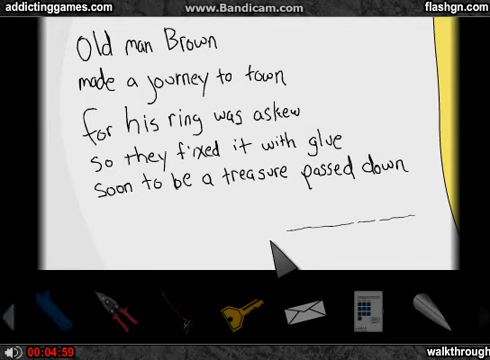 addictinggames.com
www.Bandicam.com
flashgn.com
Old man Brown
made a journey to town
for his ring was askew
so they fixed it with glue
soon to be a treasure passed down
00:04:59
walkthrough